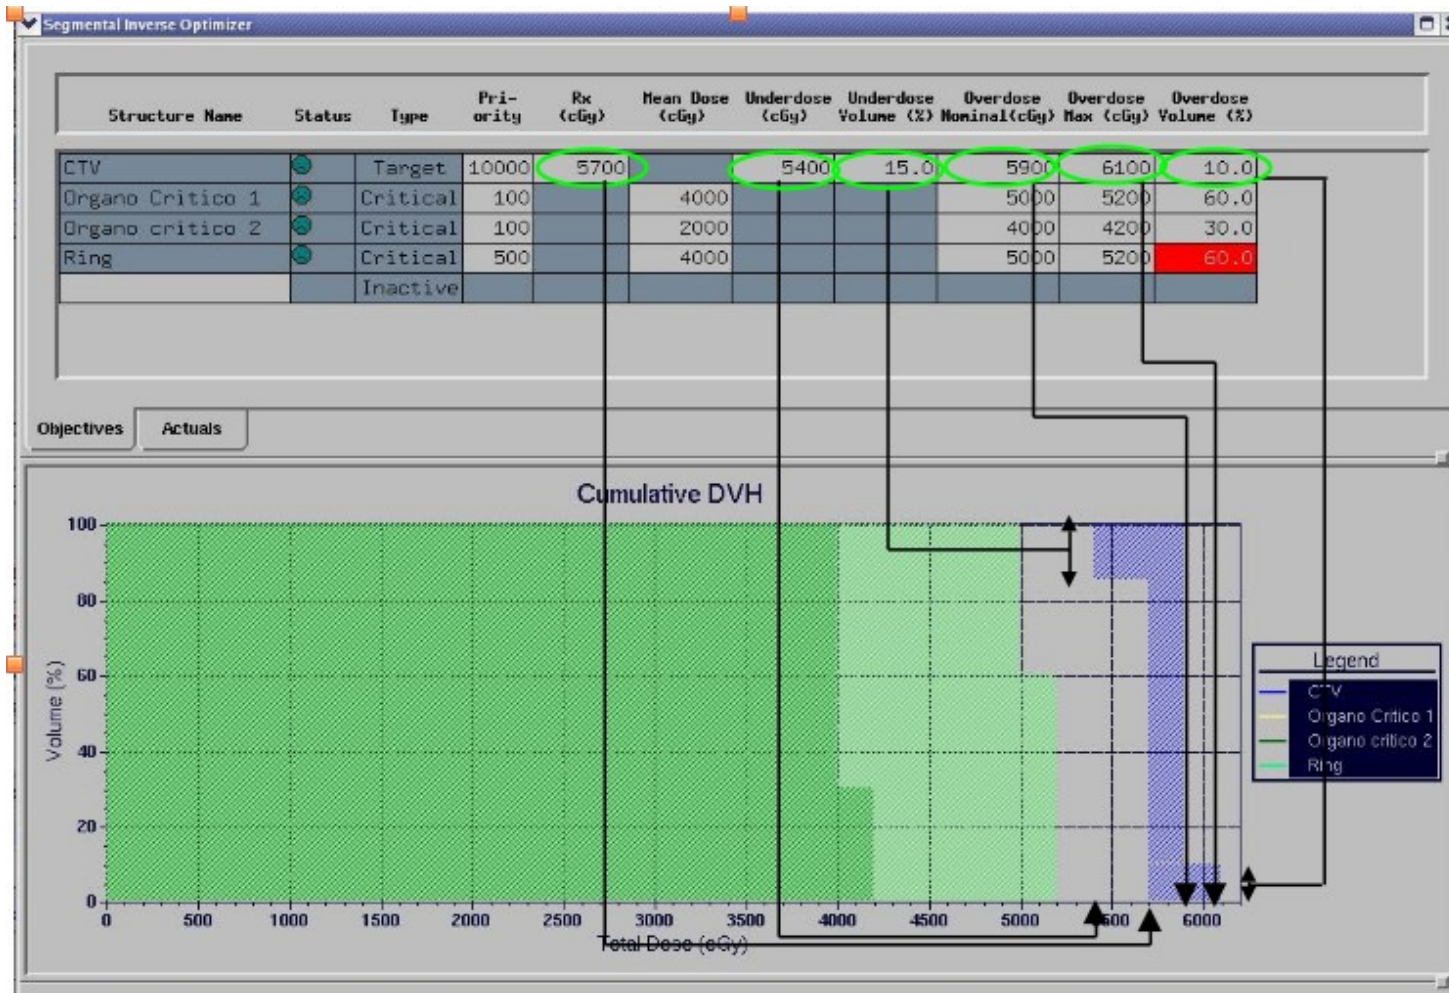 Segmental Inverse Optimizer
Structure Name Status Type Pri- ority Rx (cGy) Mean Dose (cGy) Underdose (cGy) Underdose Volume (%) Overdose Nominal(cGy) Overdose Max (cGy) Overdose Volume (%)
CTV Target 10000 5700 5400 15.0 5900 6100 10.0
Organo Critico 1 Critical 100 4000 5000 5200 60.0
Organo critico 2 Critical 100 2000 4000 4200 30.0
Ring Critical 500 4000 5000 5200 60.0
Inactive
Objectives Actuals
Cumulative DVH
100
80
60
40
20
0
Volume (%)
0 500 1000 1500 2000 2500 3000 3500 4000 4500 5000 6000
Total Dose (cGy)
Legend
CTV
Organo Critico 1
Organo critico 2
Ring